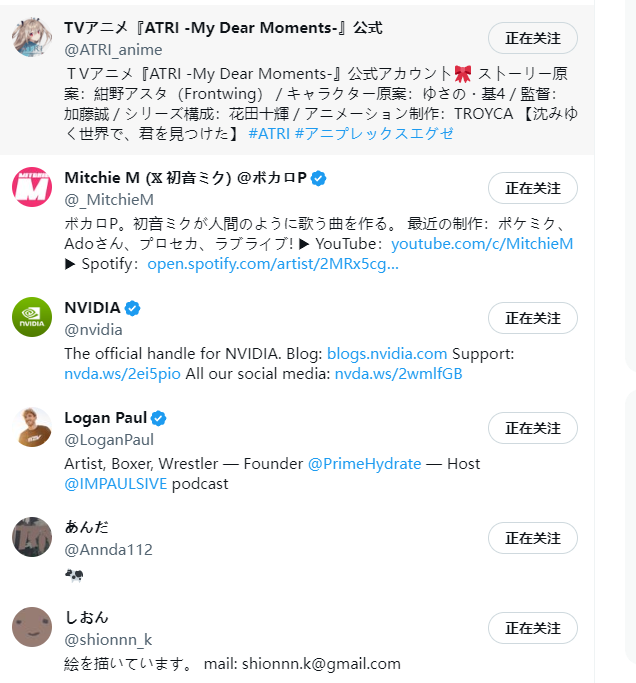 TVアニメ『ATRI -My Dear Moments-』公式
@ATRI_anime
正在关注
TVアニメ『ATRI -My Dear Moments-』公式アカウント🎀 ストーリー原
案：紺野アスタ（Frontwing） / キャラクター原案：ゆさの・基4 / 監督：
加藤誠 / シリーズ構成：花田十輝 / アニメーション制作：TROYCA 【沈みゆ
く世界で、君を見つけた】 #ATRI #アニプレックスエグゼ
Mitchie M (𝕏 初音ミク) @ボカロP
@_MitchieM
正在关注
ボカロP。初音ミクが人間のように歌う曲を作る。 最近の制作：ポケミク、
Adoさん、プロセカ、ラブライブ! ▶ YouTube：youtube.com/c/MitchieM
▶ Spotify：open.spotify.com/artist/2MRx5cg…
NVIDIA
NVIDIA
@nvidia
正在关注
The official handle for NVIDIA. Blog: blogs.nvidia.com Support:
nvda.ws/2ei5pio All our social media: nvda.ws/2wmlfGB
Logan Paul
@LoganPaul
正在关注
Artist, Boxer, Wrestler — Founder @PrimeHydrate — Host
@IMPAULSIVE podcast
あんだ
@Annda112
正在关注
🐄
しおん
@shionnn_k
正在关注
絵を描いています。 mail: shionnn.k@gmail.com